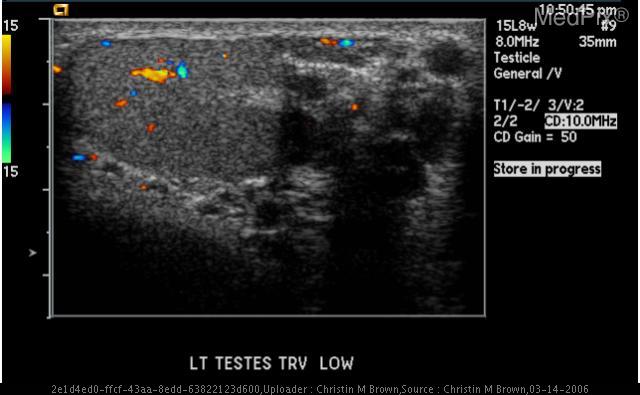 10:50:45 pm
MedPix®
15L8w #9
8.0MHz 35mm
Testicle
General /V
T1/-2/ 3/V:2
2/2 CD:10.0MHz
CD Gain = 50
Store in progress
15
15
LT TESTES TRV LOW
2e1d4ed0-ffcf-43aa-8edd-63822123d600,Uploader : Christin M Brown,Source : Christin M Brown,03-14-2006